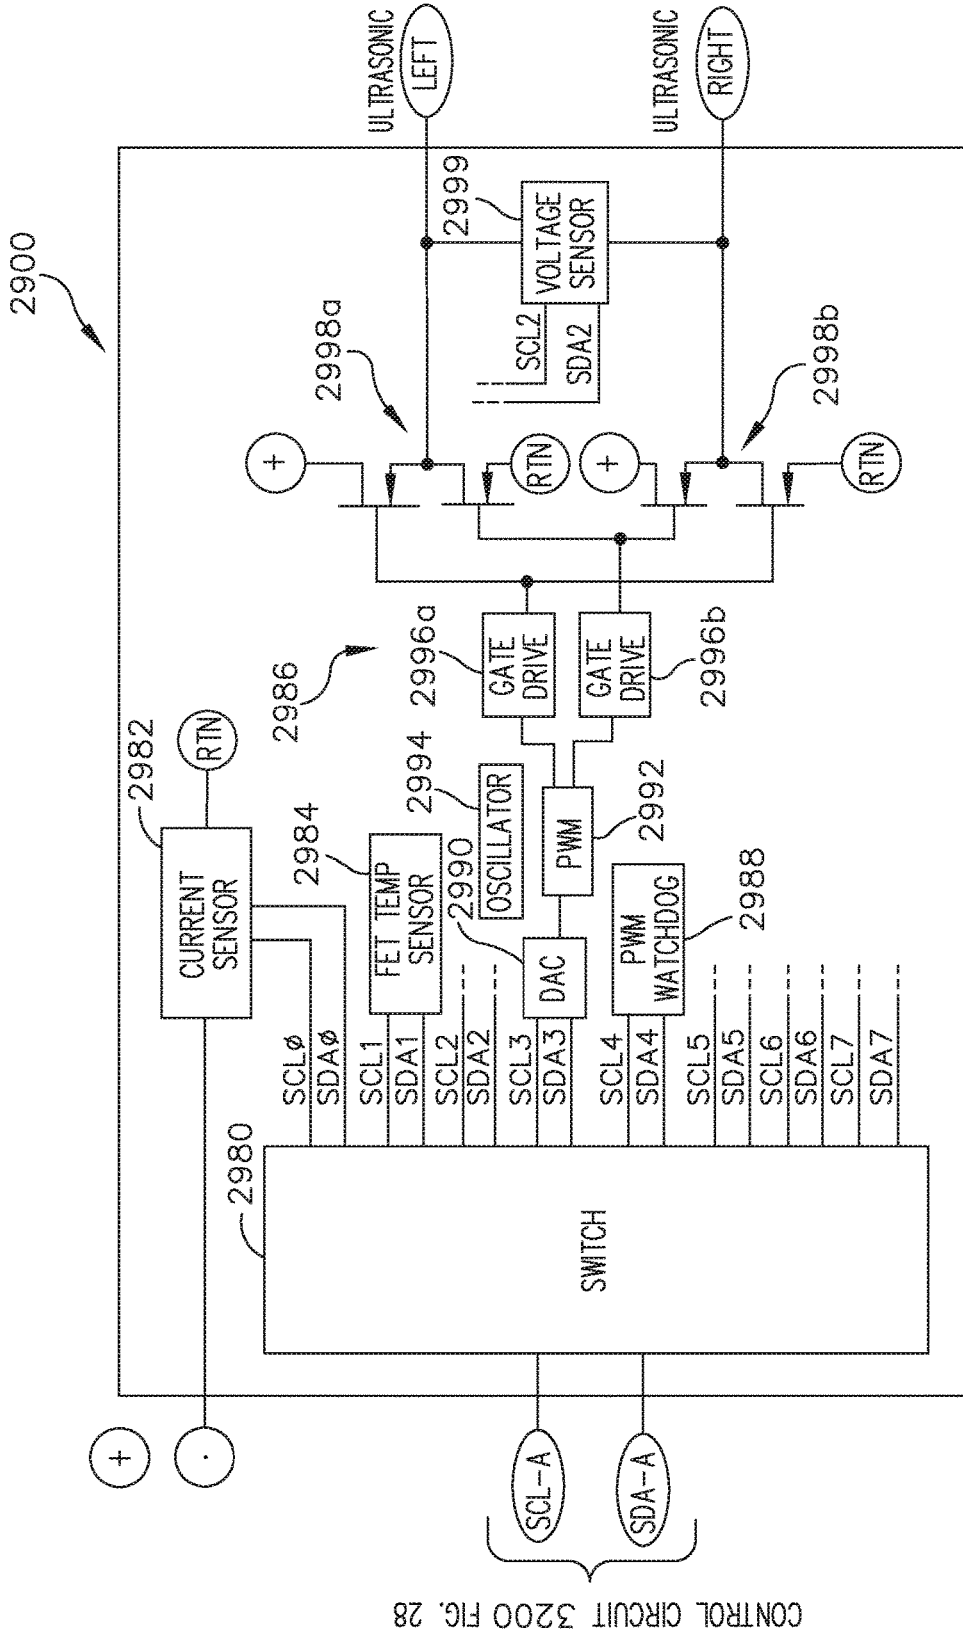 2900
+
-
CURRENT
SENSOR
2982
RTN
SWITCH
2980
SCL-A
SDA-A
CONTROL CIRCUIT 3200 FIG. 28
SCLØ
SDAØ
SCL1
SDA1
SCL2
SDA2
SCL3
SDA3
SCL4
SDA4
SCL5
SDA5
SCL6
SDA6
SCL7
SDA7
FET TEMP
SENSOR
2984
DAC
2990
OSCILLATOR
2994
PWM
2992
PWM
WATCHDOG
2988
2986
GATE
DRIVE
2996a
GATE
DRIVE
2996b
+
RTN
+
RTN
2998a
2998b
SCL2
SDA2
VOLTAGE
SENSOR
2999
ULTRASONIC
LEFT
ULTRASONIC
RIGHT